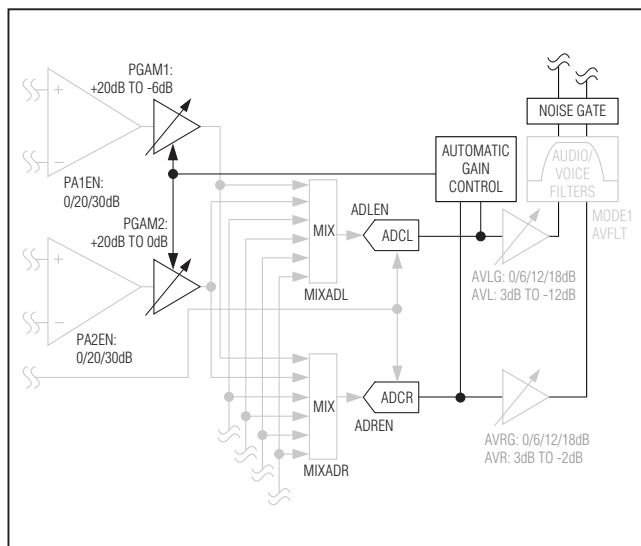 PGAM1:
+20dB TO -6dB
NOISE GATE
AUTOMATIC
GAIN
CONTROL
AUDIO/
VOICE
FILTERS
MODE1
AVFLT
+
-
PA1EN:
0/20/30dB
PGAM2:
+20dB TO 0dB
ADLEN
MIX
ADCL
MIXADL
AVLG: 0/6/12/18dB
AVL: 3dB TO -12dB
+
-
PA2EN:
0/20/30dB
MIX
ADCR
ADREN
MIXADR
AVRG: 0/6/12/18dB
AVR: 3dB TO -2dB